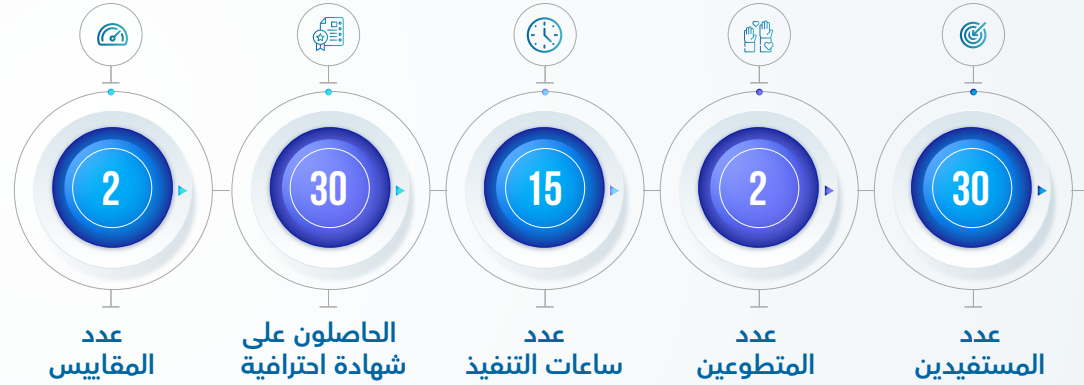 30
عدد
المستفيدين
2
عدد
المتطوعين
15
عدد
ساعات التنفيذ
30
الحاصلون على
شهادة احترافية
2
عدد
المقاييس